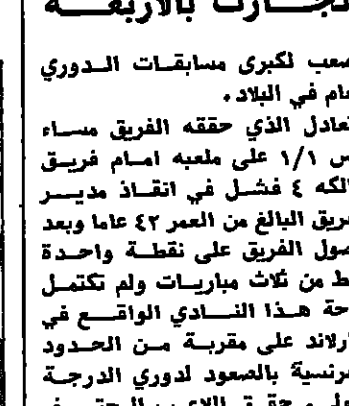 بالأربعـــة
صعب لكبرى مسابقات الدوري
عام في البلاد .
تعادل الذي حققه الفريق مساء
س ١/١ على ملعبه امام فريق
الكه ٤ فشل في انقاذ مدير
فريق البالغ من العمر ٤٢ عاما وبعد
صول الفريق على نقطة واحدة
ط من ثلاث مباريات ولم تكتمل
حة هذا النادي الواقع في
ارلاند على مقربة من الحدود
فرنسية بالصعود لدوري الدرجة